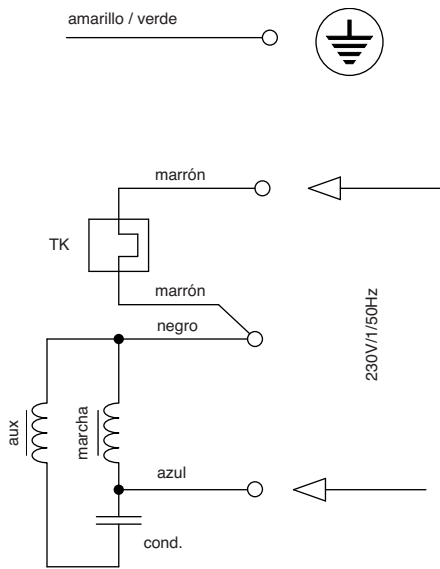 amarillo / verde
marrón
TK
marrón
negro
230V/1/50Hz
aux
marcha
azul
cond.